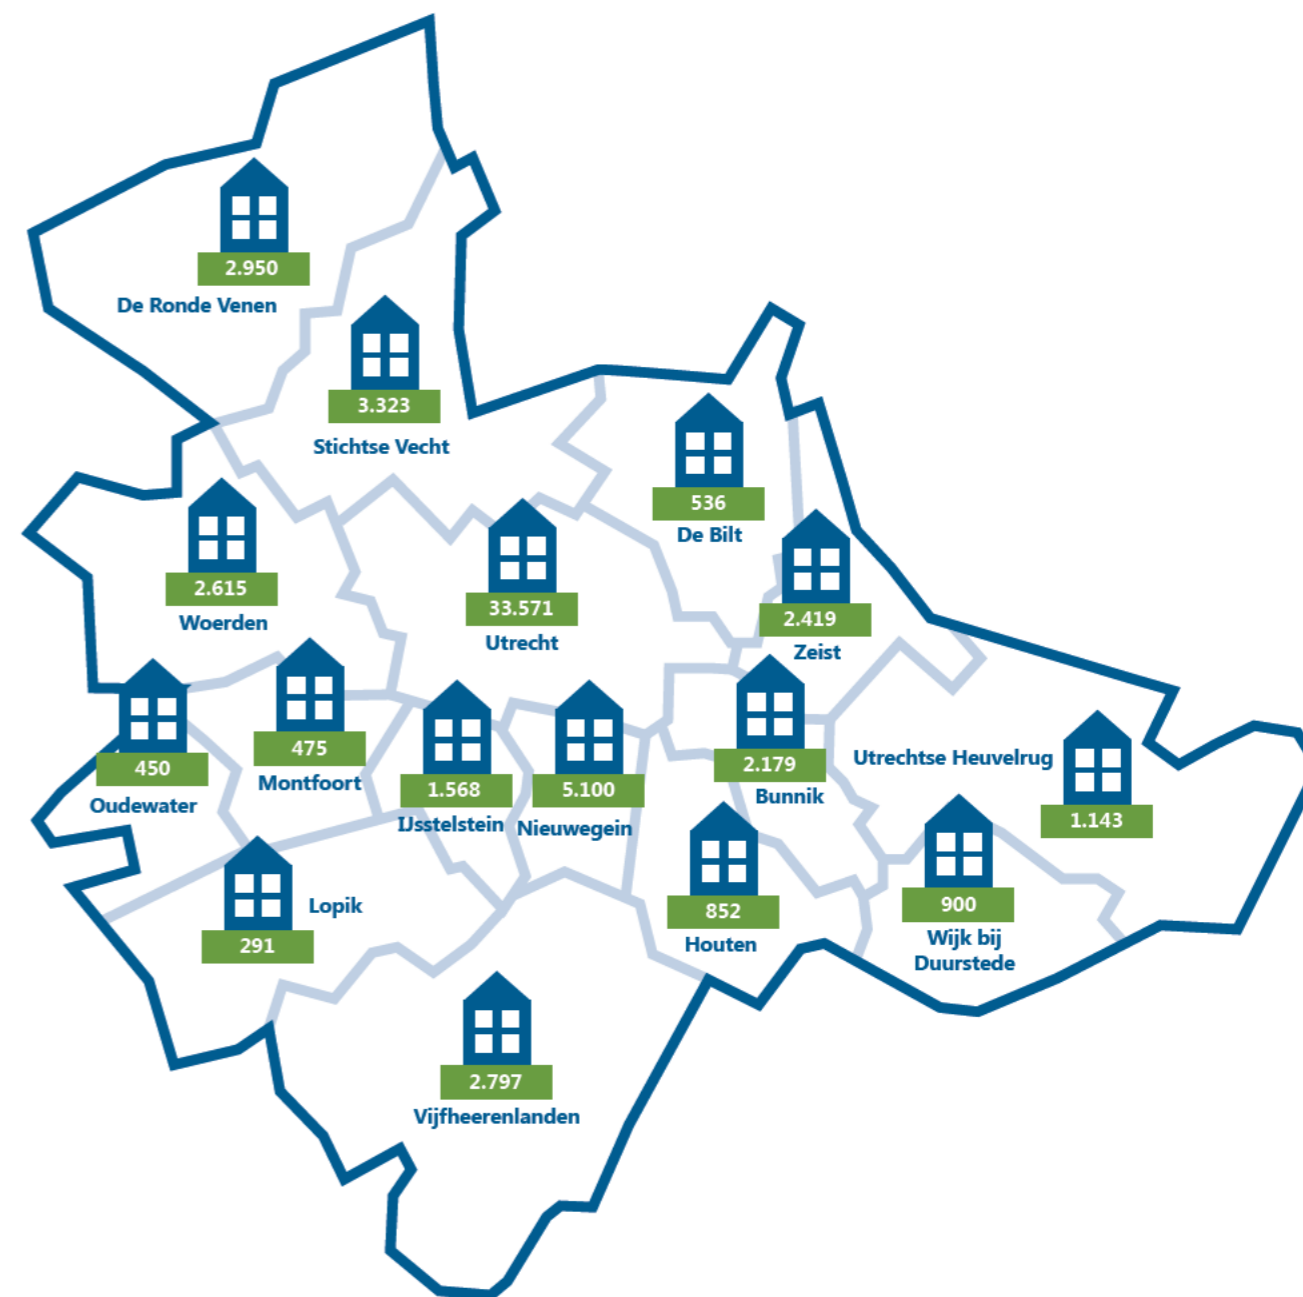 2.950
De Ronde Venen
3.323
Stichtse Vecht
536
De Bilt
2.615
Woerden
33.571
Utrecht
2.419
Zeist
450
Oudewater
475
Montfoort
1.568
IJsstelstein
5.100
Nieuwegein
2.179
Bunnik
Utrechtse Heuvelrug
1.143
291
Lopik
852
Houten
900
Wijk bij
Duurstede
2.797
Vijfheerenlanden